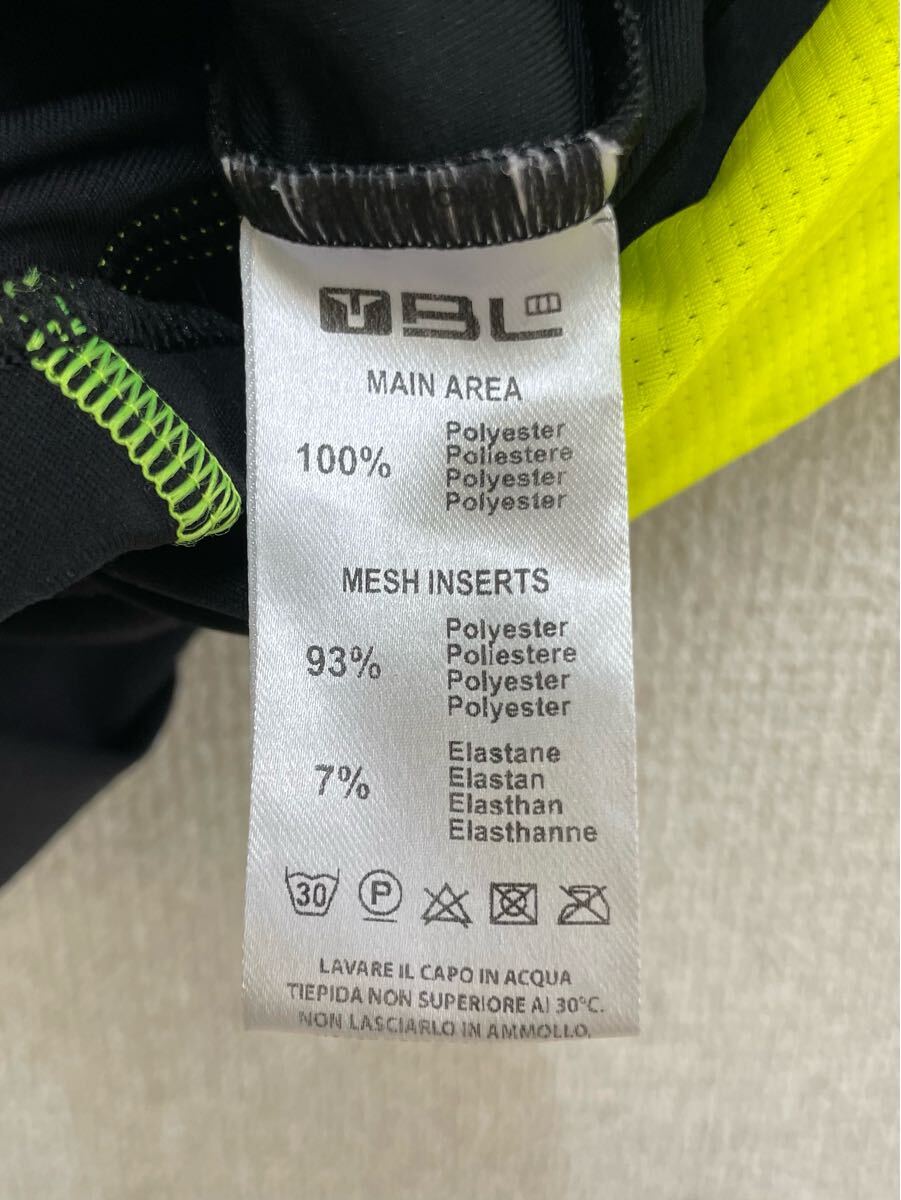 TBL
MAIN AREA
100%
Polyester
Poliestere
Polyester
Polyester
MESH INSERTS
93%
Polyester
Poliestere
Polyester
Polyester
7%
Elastane
Elastan
Elasthan
Elasthanne
30 P
LAVARE IL CAPO IN ACQUA
TIEPIDA NON SUPERIORE AI 30°C.
NON LASCIARLO IN AMMOLLO.